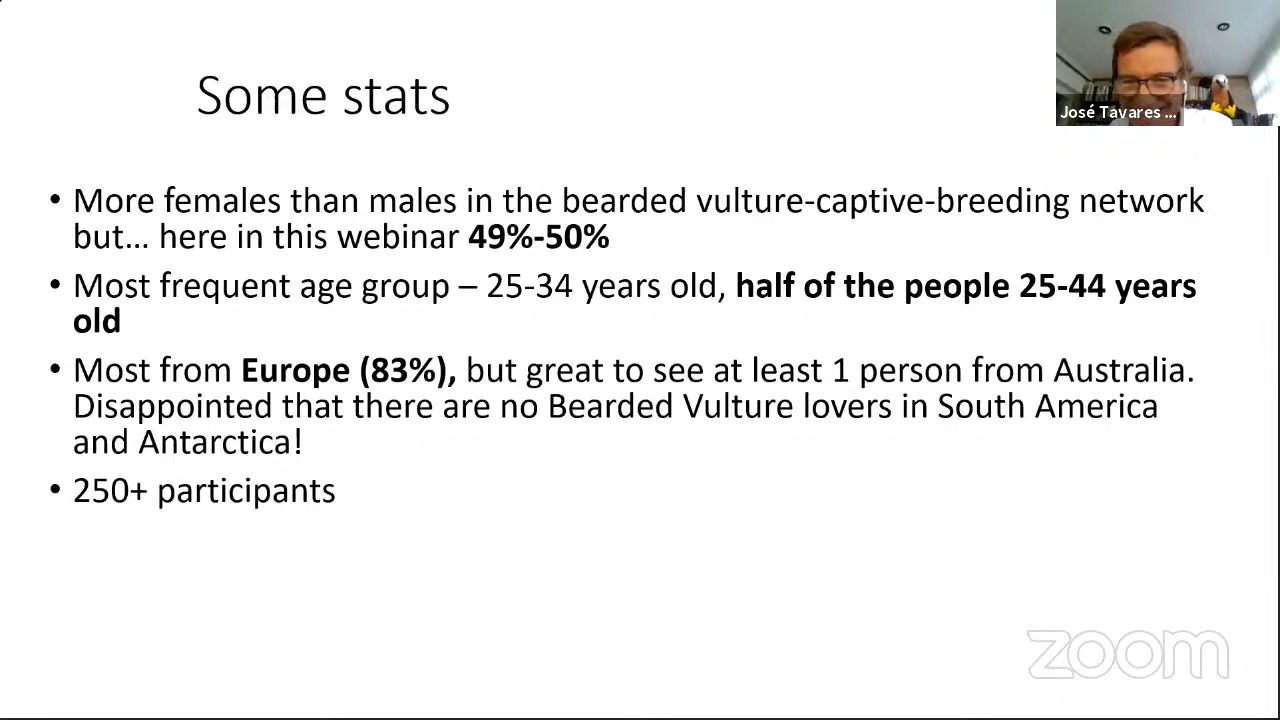 Some stats
José Tavares ...
• More females than males in the bearded vulture-captive-breeding network
but... here in this webinar 49%-50%
• Most frequent age group – 25-34 years old, half of the people 25-44 years
old
• Most from Europe (83%), but great to see at least 1 person from Australia.
Disappointed that there are no Bearded Vulture lovers in South America
and Antarctica!
• 250+ participants
zoom